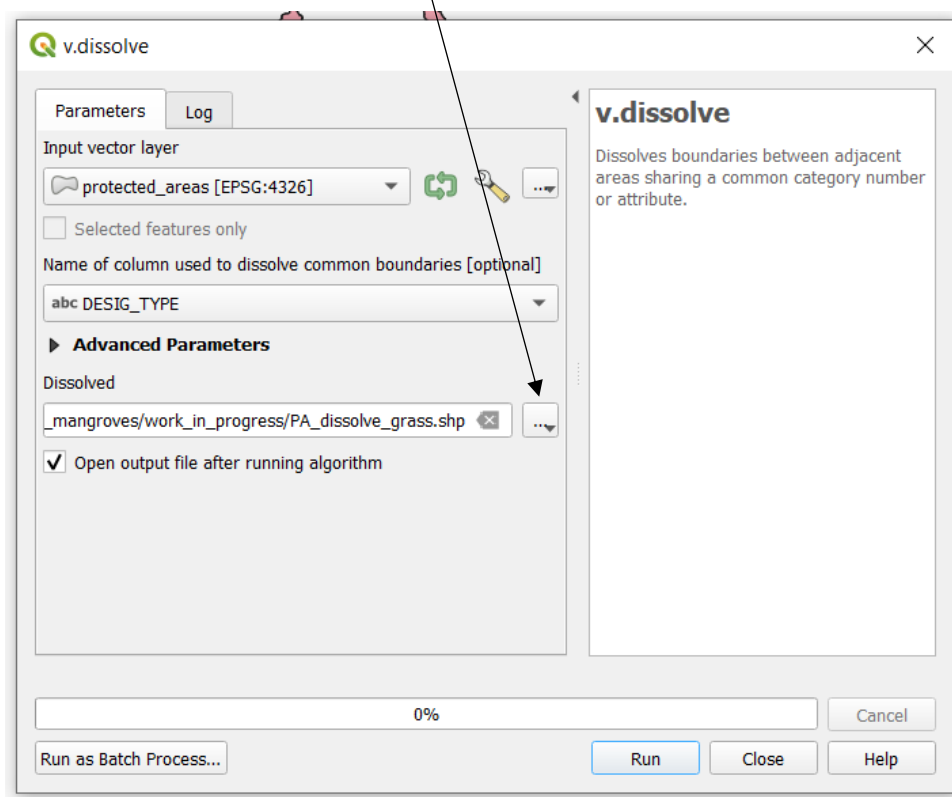 v.dissolve
Parameters
Log
Input vector layer
protected_areas [EPSG:4326]
...
Selected features only
Name of column used to dissolve common boundaries [optional]
abc DESIG_TYPE
Advanced Parameters
Dissolved
_mangroves/work_in_progress/PA_dissolve_grass.shp
...
Open output file after running algorithm
v.dissolve
Dissolves boundaries between adjacent
areas sharing a common category number
or attribute.
0%
Cancel
Run as Batch Process...
Run
Close
Help